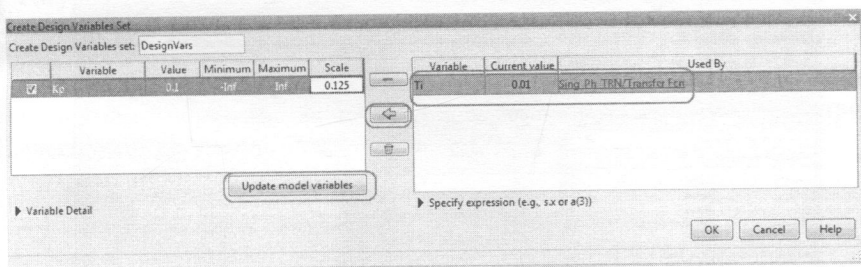 Create Design Variables Set
Create Design Variables set: DesignVars
Variable Value Minimum Maximum Scale
Kp 0.1 -Inf Inf 0.125
Update model variables
Variable Detail
Variable Current value Used By
Ti 0.01 Sing_Ph_TRN/Transfer Fcn
Specify expression (e.g., s.x or a(3))
OK Cancel Help